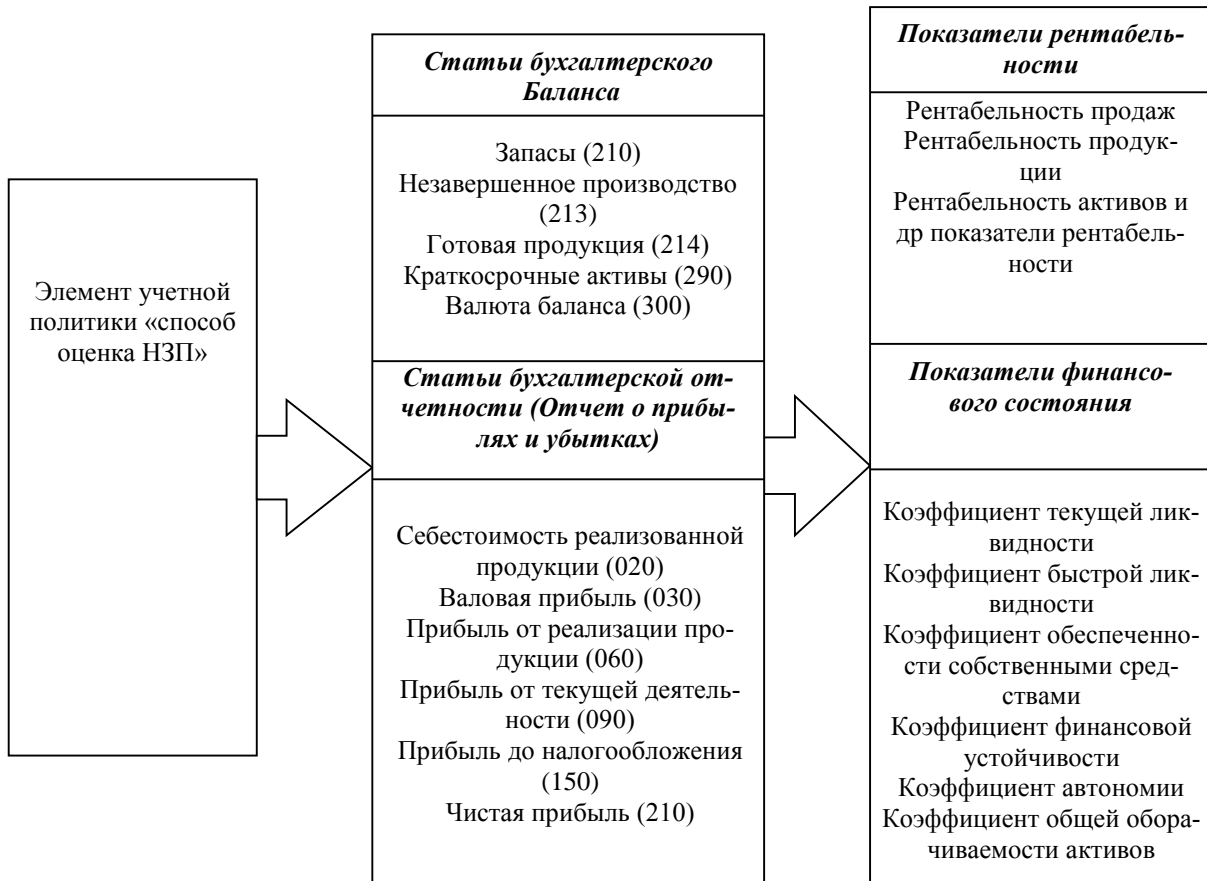 Элемент учетной
политики «способ
оценка НЗП»
Статьи бухгалтерского
Баланса
Запасы (210)
Незавершенное производство
(213)
Готовая продукция (214)
Краткосрочные активы (290)
Валюта баланса (300)
Статьи бухгалтерской от-
четности (Отчет о прибы-
лях и убытках)
Себестоимость реализованной
продукции (020)
Валовая прибыль (030)
Прибыль от реализации про-
дукции (060)
Прибыль от текущей деятель-
ности (090)
Прибыль до налогообложения
(150)
Чистая прибыль (210)
Показатели рентабель-
ности
Рентабельность продаж
Рентабельность продук-
ции
Рентабельность активов и
др показатели рентабель-
ности
Показатели финансо-
вого состояния
Коэффициент текущей лик-
видности
Коэффициент быстрой лик-
видности
Коэффициент обеспеченно-
сти собственными сред-
ствами
Коэффициент финансовой
устойчивости
Коэффициент автономии
Коэффициент общей обора-
чиваемости активов